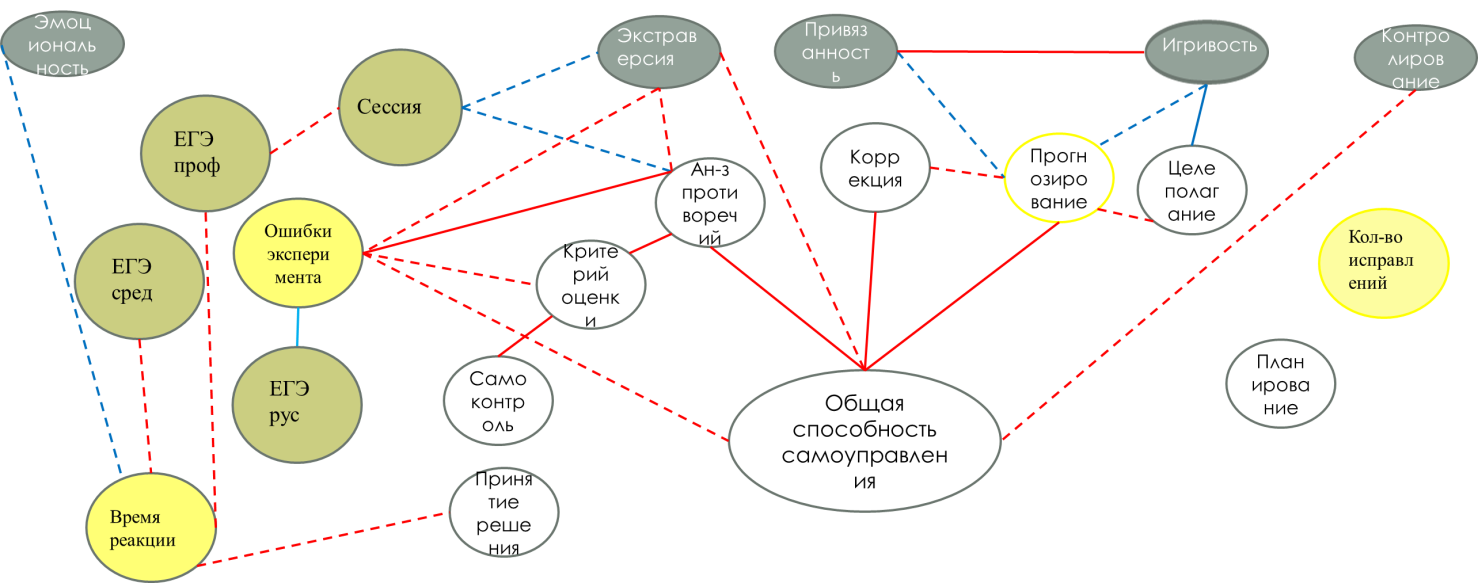 Эмоц
иональ
ность
Экстрав
ерсия
Привяз
анност
ь
Игривость
Контро
лиров
ание
Сессия
ЕГЭ
проф
Корр
екция
Прогн
озиро
вание
Целе
полаг
ание
Ан-з
проти
воречи
ий
Ошибки
экспери
мента
ЕГЭ
сред
Крите
рий
оценк
и
Кол-во
исправл
ений
ЕГЭ
рус
Само
контр
оль
План
ирова
ние
Общая
способность
самоуправлен
ия
Время
реакции
Приня
тие
реше
ния